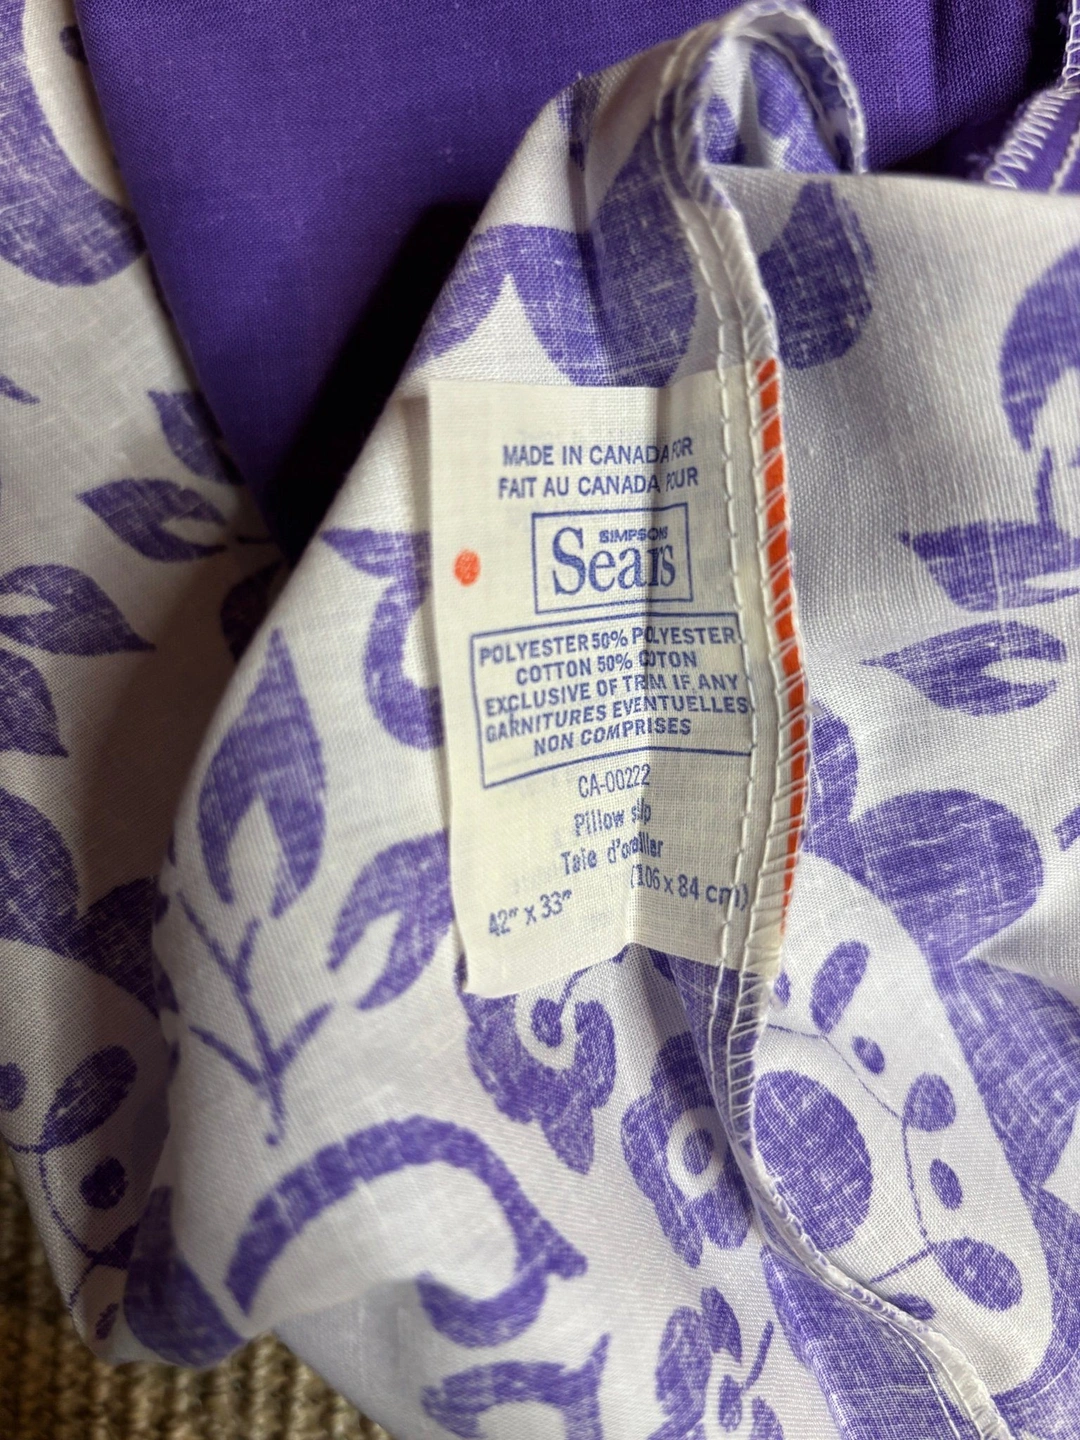 MADE IN CANADA FOR
FAIT AU CANADA POUR
SIMPSON
Sears
POLYESTER 50% POLYESTER
COTTON 50% COTON
EXCLUSIVE OF TRIM IF ANY
GARNITURES EVENTUELLES
NON COMPRISES
CA-00222
Pillow slip
Taie d'oreiller
42" x 33" (106 x 84 cm)